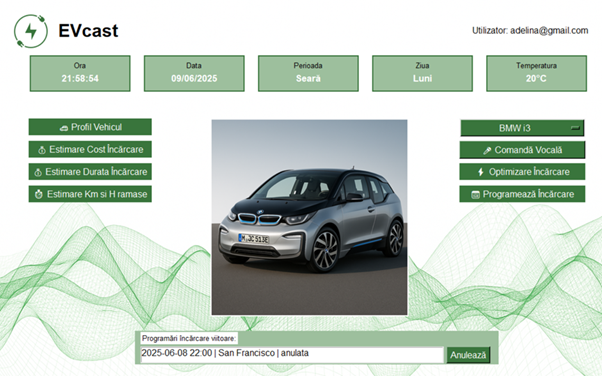 EVcast
Utilizator: adelina@gmail.com
Ora
21:58:54
Data
09/06/2025
Perioada
Seară
Ziua
Luni
Temperatura
20°C
Profil Vehicul
Estimare Cost Încărcare
Estimare Durata Încărcare
Estimare Km si H ramase
BMW i3
Comandă Vocală
Optimizare Încărcare
Programează Încărcare
M JC 513E
Programări încărcare viitoare:
2025-06-08 22:00 | San Francisco | anulata
Anulează